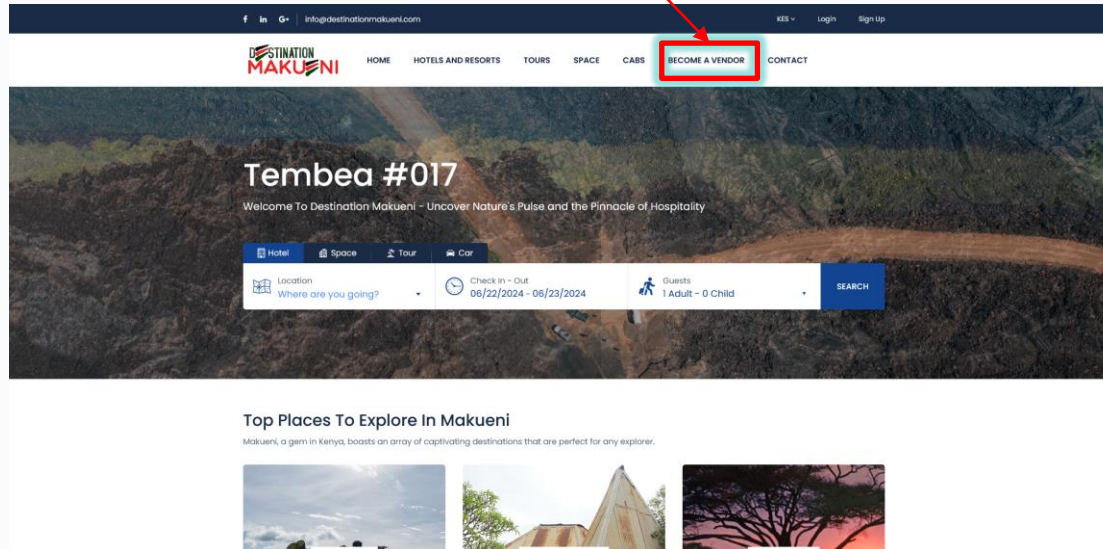 f in G+ info@destinationmakueni.com KES Login Sign Up
DESTINATION
MAKUENI
HOME HOTELS AND RESORTS TOURS SPACE CABS BECOME A VENDOR CONTACT
Tembea #017
Welcome To Destination Makueni - Uncover Nature's Pulse and the Pinnacle of Hospitality
Hotel Space Tour Car
Location Check In - Out Guests
Where are you going? 06/22/2024 - 06/23/2024 1 Adult - 0 Child SEARCH
Top Places To Explore In Makueni
Makueni, a gem in Kenya, boasts an array of captivating destinations that are perfect for any explorer.